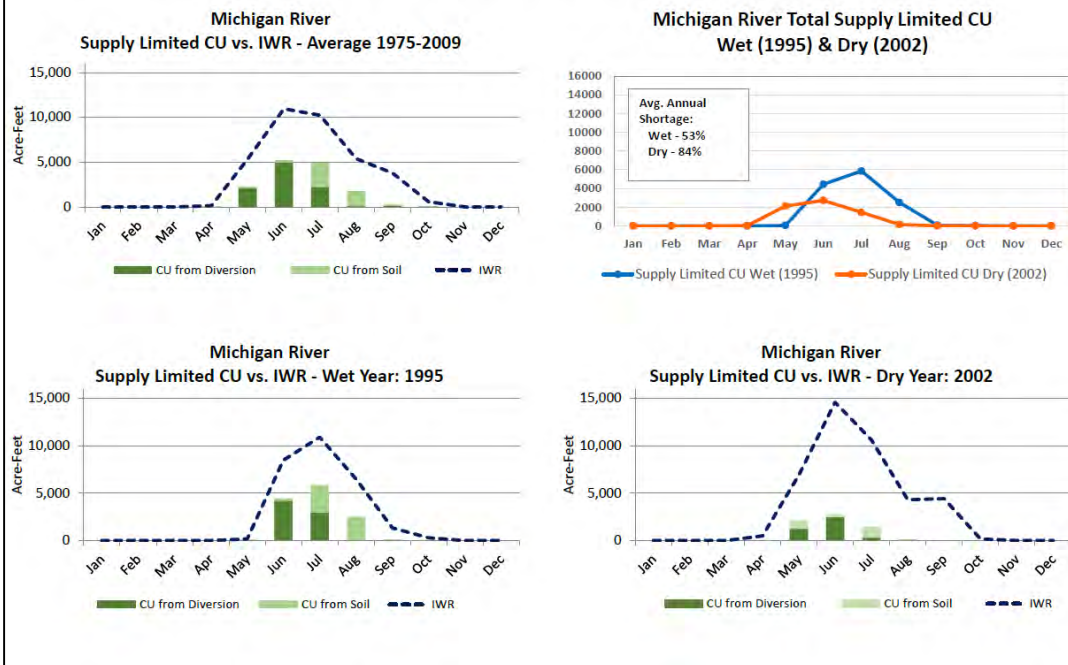 Michigan River
Supply Limited CU vs. IWR - Average 1975-2009
15,000
10,000
5,000
0
Acre-Feet
Jan Feb Mar Apr May Jun Jul Aug Sep Oct Nov Dec
CU from Diversion CU from Soil IWR
Michigan River Total Supply Limited CU
Wet (1995) & Dry (2002)
16000
14000
12000
10000
8000
6000
4000
2000
0
Avg. Annual
Shortage:
Wet - 53%
Dry - 84%
Jan Feb Mar Apr May Jun Jul Aug Sep Oct Nov Dec
Supply Limited CU Wet (1995) Supply Limited CU Dry (2002)
Michigan River
Supply Limited CU vs. IWR - Wet Year: 1995
15,000
10,000
5,000
0
Acre-Feet
Jan Feb Mar Apr May Jun Jul Aug Sep Oct Nov Dec
CU from Diversion CU from Soil IWR
Michigan River
Supply Limited CU vs. IWR - Dry Year: 2002
15,000
10,000
5,000
0
Acre-Feet
Jan Feb Mar Apr May Jun Jul Aug Sep Oct Nov Dec
CU from Diversion CU from Soil IWR